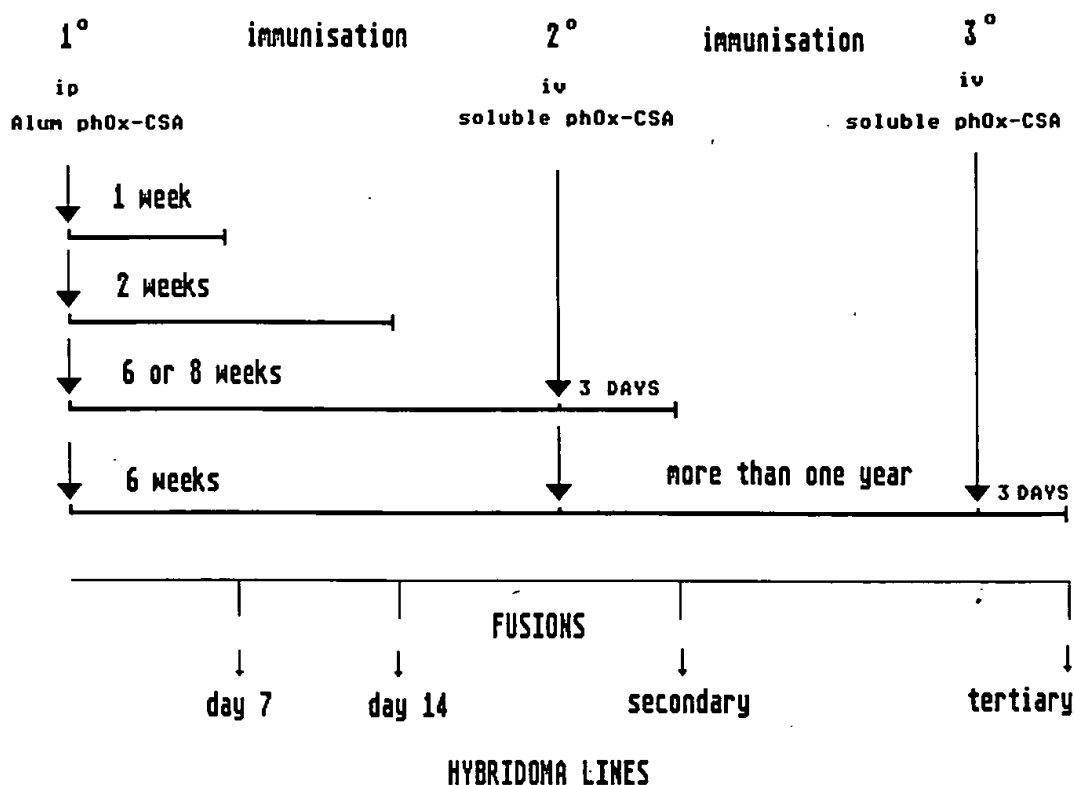 1° immunisation 2° immunisation 3°
ip iv iv
Alum phOx-CSA soluble phOx-CSA soluble phOx-CSA
1 week
2 weeks
6 or 8 weeks 3 DAYS
6 weeks more than one year 3 DAYS
FUSIONS
day 7 day 14 secondary tertiary
HYBRIDOMA LINES